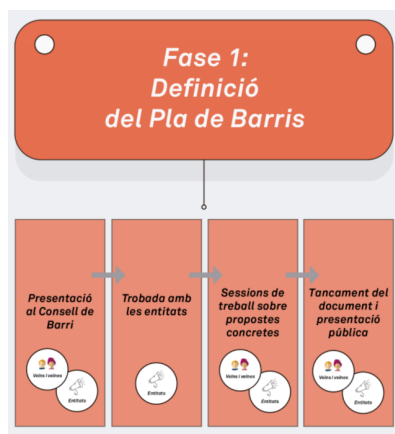 Fase 1:
Definició
del Pla de Barris
Presentació
al Consell de
Barri
Veïns i veïnes
Entitats
Trobada amb
les entitats
Entitats
Sessions de
treball sobre
propostes
concretes
Veïns i veïnes
Entitats
Tancament del
document i
presentació
pública
Veïns i veïnes
Entitats